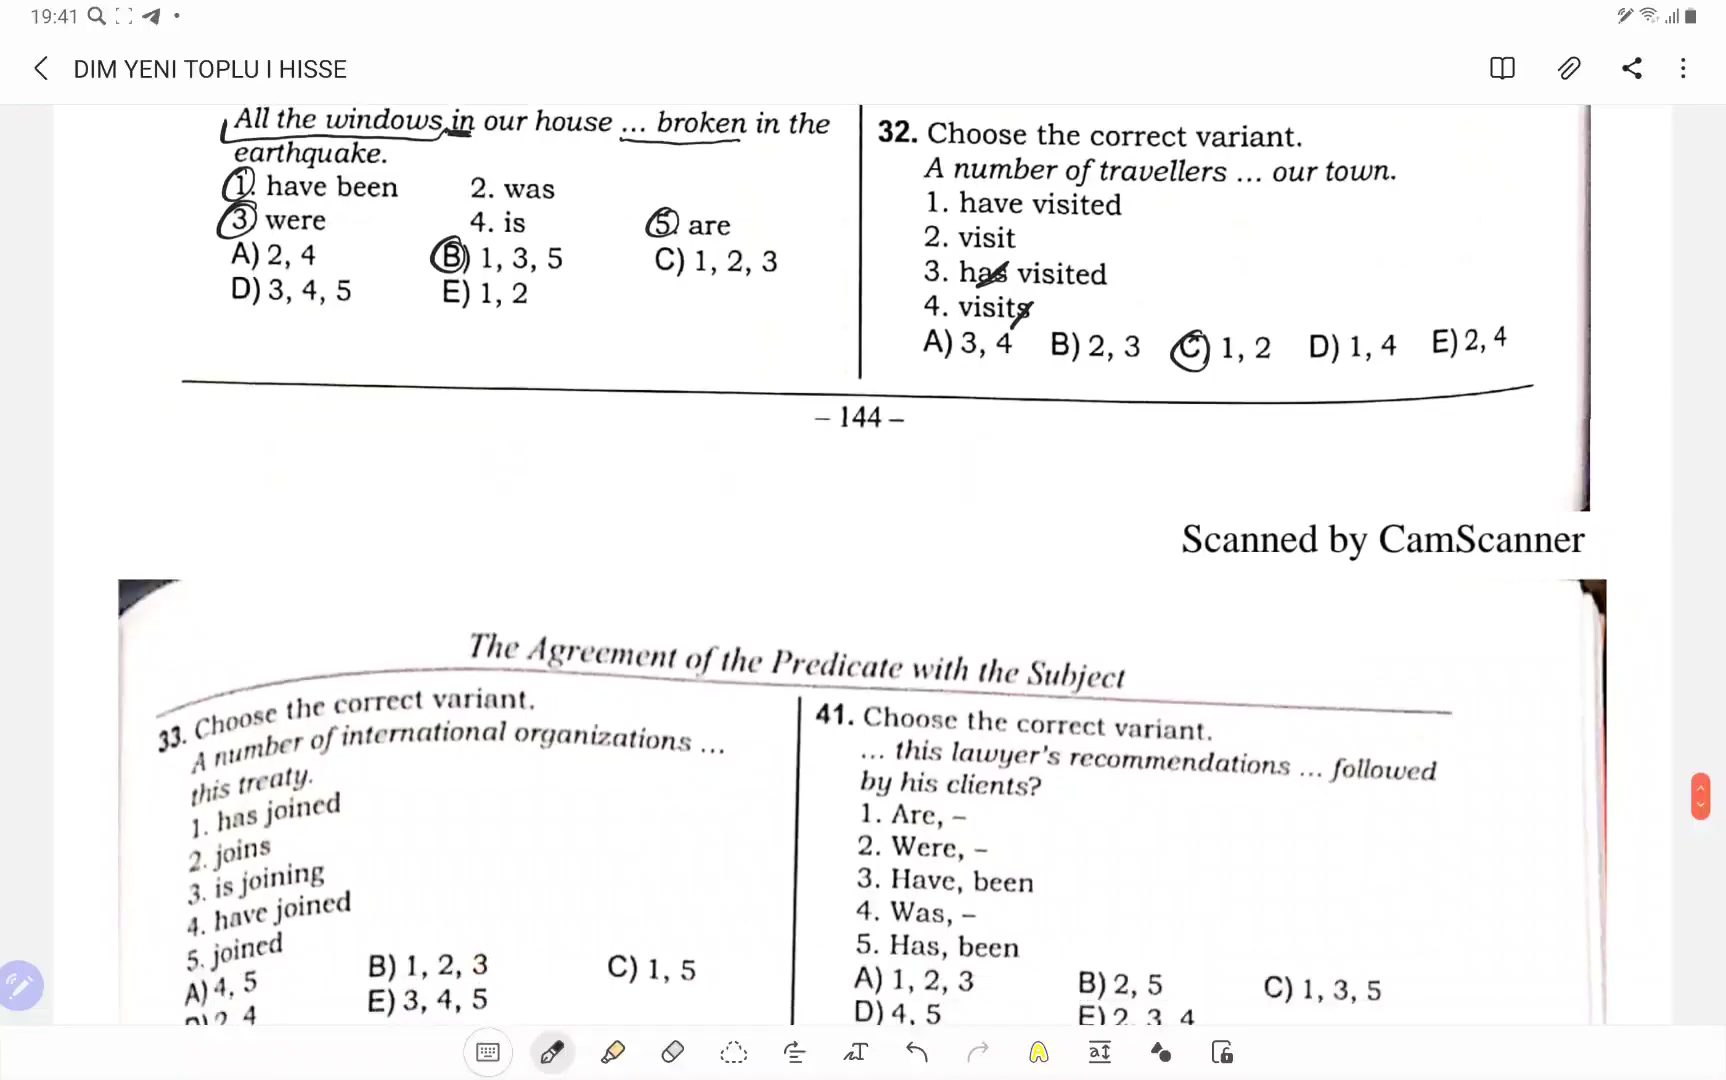 19:41
DIM YENI TOPLU I HISSE
All the windows in our house ... broken in the
earthquake.
1. have been 2. was
3. were 4. is 5. are
A) 2, 4 B) 1, 3, 5 C) 1, 2, 3
D) 3, 4, 5 E) 1, 2
32. Choose the correct variant.
A number of travellers ... our town.
1. have visited
2. visit
3. has visited
4. visits
A) 3, 4 B) 2, 3 C) 1, 2 D) 1, 4 E) 2, 4
– 144 –
Scanned by CamScanner
The Agreement of the Predicate with the Subject
33. Choose the correct variant.
A number of international organizations ...
this treaty.
1. has joined
2. joins
3. is joining
4. have joined
5. joined
A) 4, 5 B) 1, 2, 3 C) 1, 5
D) 2, 4 E) 3, 4, 5
41. Choose the correct variant.
... this lawyer's recommendations ... followed
by his clients?
1. Are, –
2. Were, –
3. Have, been
4. Was, –
5. Has, been
A) 1, 2, 3 B) 2, 5 C) 1, 3, 5
D) 4, 5 E) 2, 3, 4